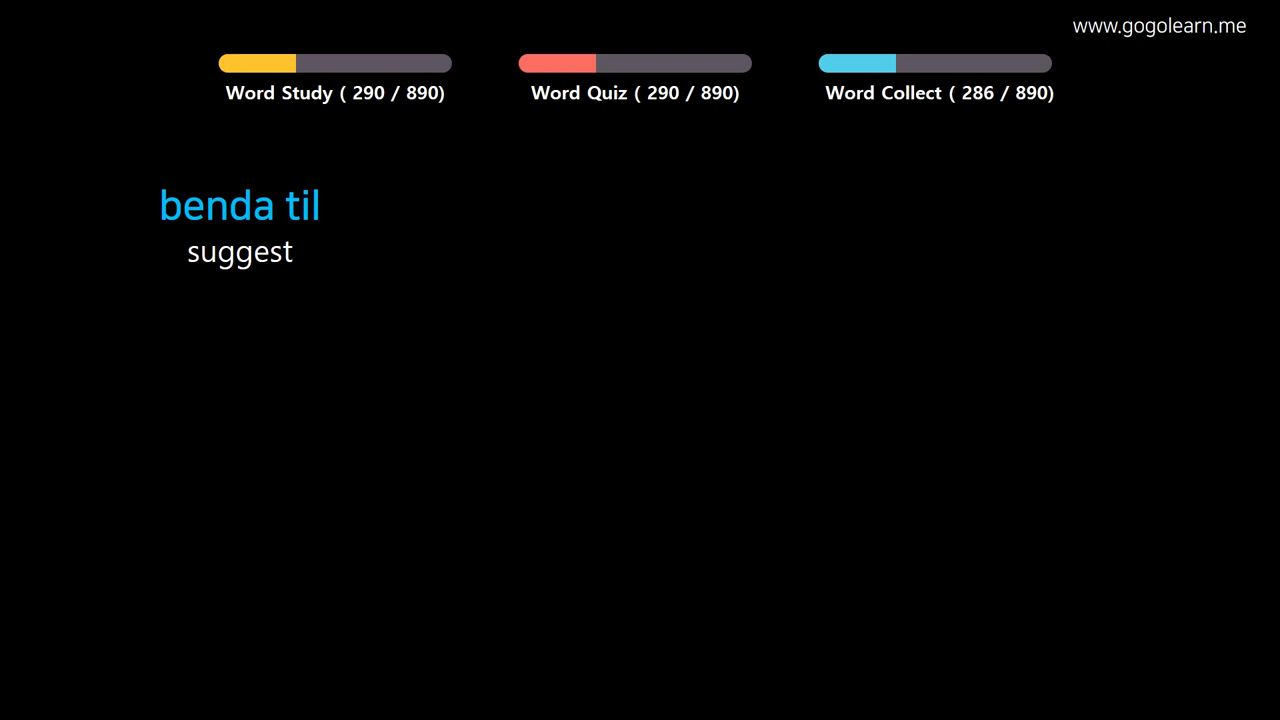 www.gogolearn.me
Word Study ( 290 / 890)
Word Quiz ( 290 / 890)
Word Collect ( 286 / 890)
benda til
suggest